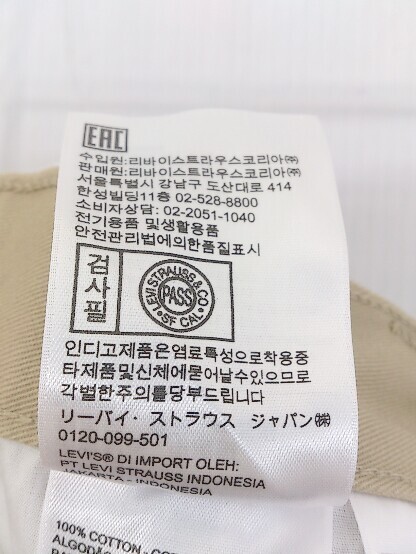 EAC
수입원:리바이스트라우스코리아㈜
판매원:리바이스트라우스코리아㈜
서울특별시 강남구 도산대로 414
한성빌딩11층 02-528-8800
소비자상담: 02-2051-1040
전기용품 및생활용품
안전관리법에의한품질표시
검사필
LEVI STRAUSS & CO
PASS
SF CAL
인디고제품은염료특성으로착용중
타제품및신체에묻어날수있으므로
각별한주의를당부드립니다
リーバイ・ストラウス ジャパン㈱
0120-099-501
LEVI'S® DI IMPORT OLEH:
PT LEVI STRAUSS INDONESIA
JAKARTA - INDONESIA
100% COTTON